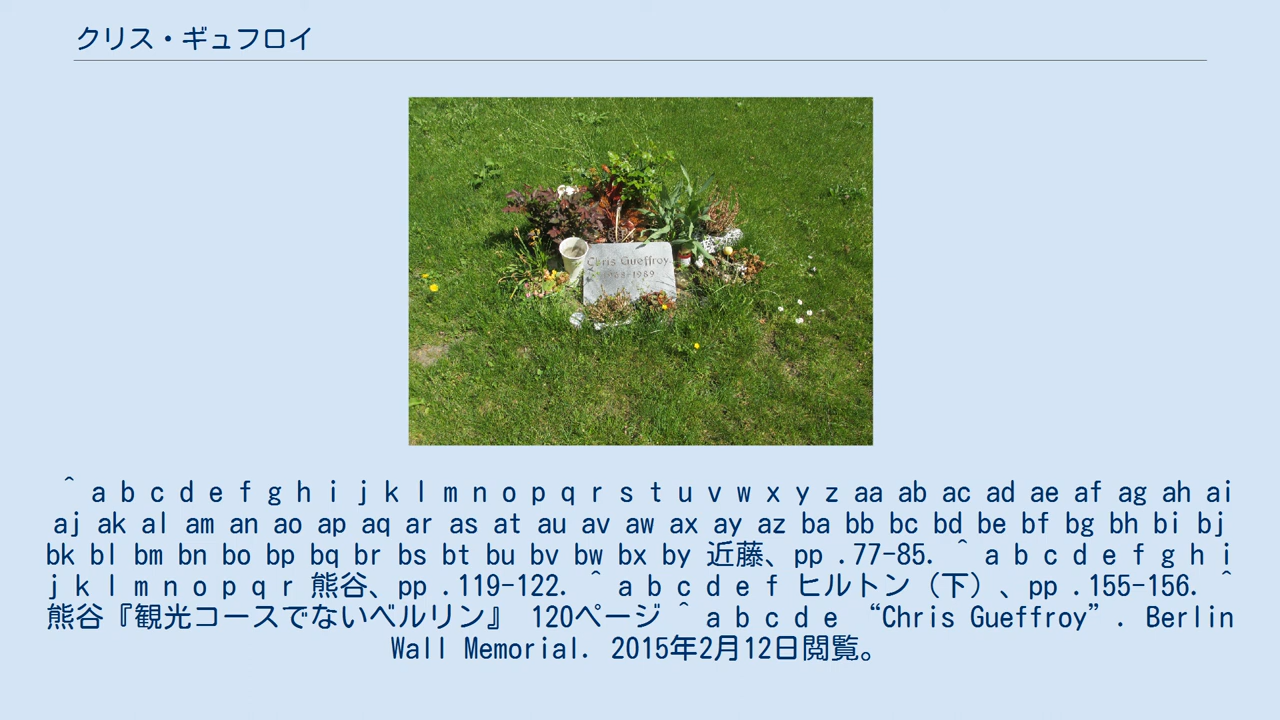 クリス・ギュフロイ
Chris Gueffroy
1968-1989
^ a b c d e f g h i j k l m n o p q r s t u v w x y z aa ab ac ad ae af ag ah ai
aj ak al am an ao ap aq ar as at au av aw ax ay az ba bb bc bd be bf bg bh bi bj
bk bl bm bn bo bp bq br bs bt bu bv bw bx by 近藤、pp .77-85. ^ a b c d e f g h i
j k l m n o p q r 熊谷、pp .119-122. ^ a b c d e f ヒルトン（下）、pp .155-156. ^
熊谷『観光コースでないベルリン』 120ページ ^ a b c d e “Chris Gueffroy”. Berlin
Wall Memorial. 2015年2月12日閲覧。